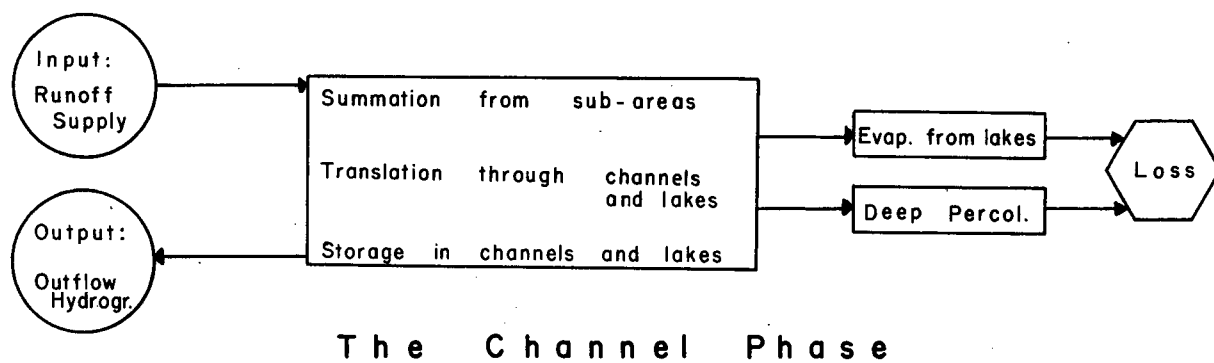 Input:
Runoff
Supply
Summation from sub-areas
Translation through channels
and lakes
Storage in channels and lakes
Evap. from lakes
Deep Percol.
Loss
Output:
Outflow
Hydrogr.
The Channel Phase